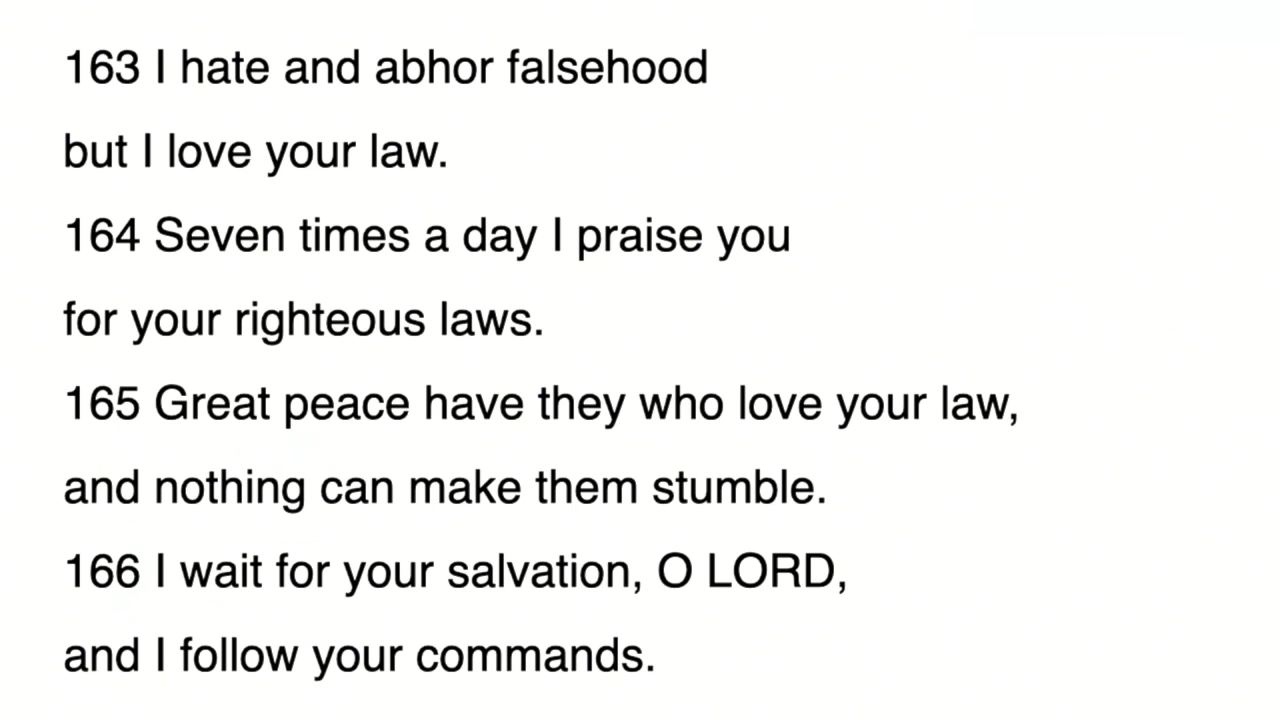 163 I hate and abhor falsehood
but I love your law.
164 Seven times a day I praise you
for your righteous laws.
165 Great peace have they who love your law,
and nothing can make them stumble.
166 I wait for your salvation, O LORD,
and I follow your commands.